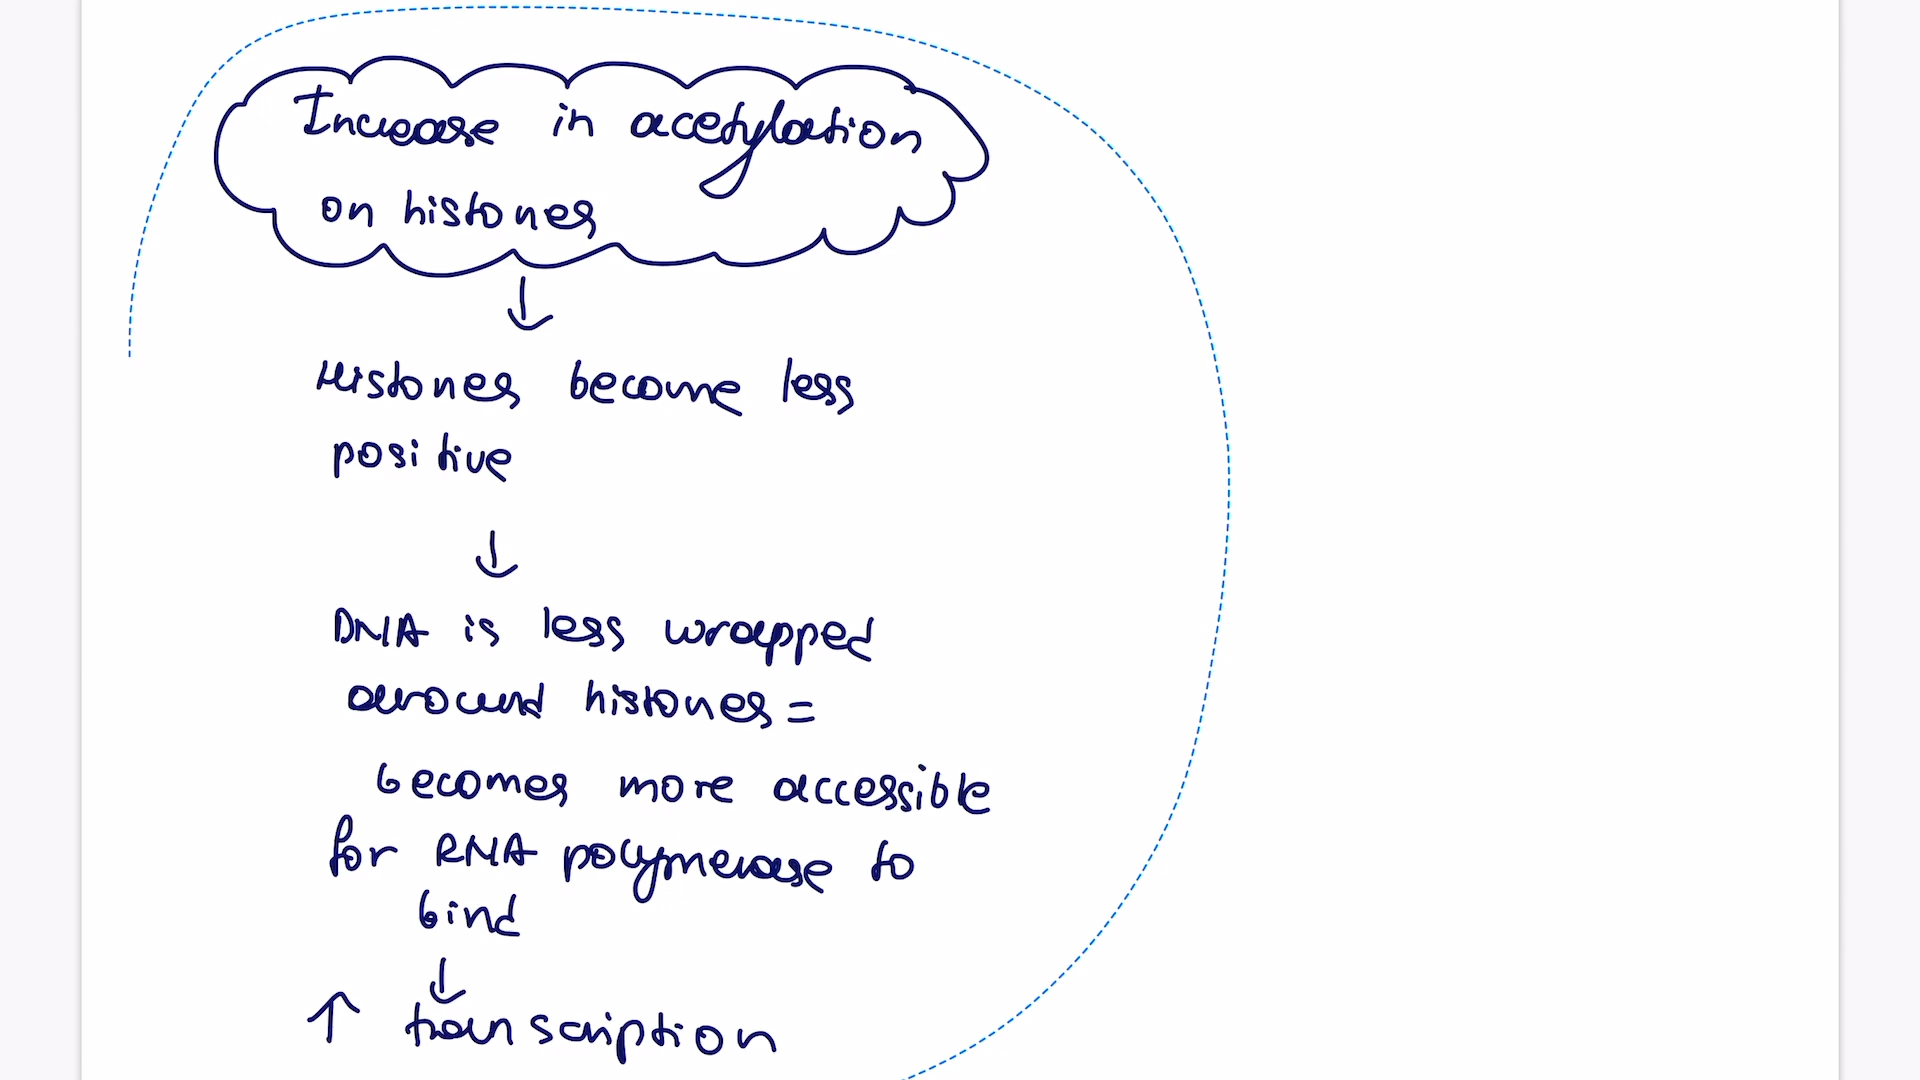 Increase in acetylation
on histones
↓
Histones become less
positive
↓
DNA is less wrapped
around histones =
becomes more accessible
for RNA polymerase to
bind
↓
↑ transcription